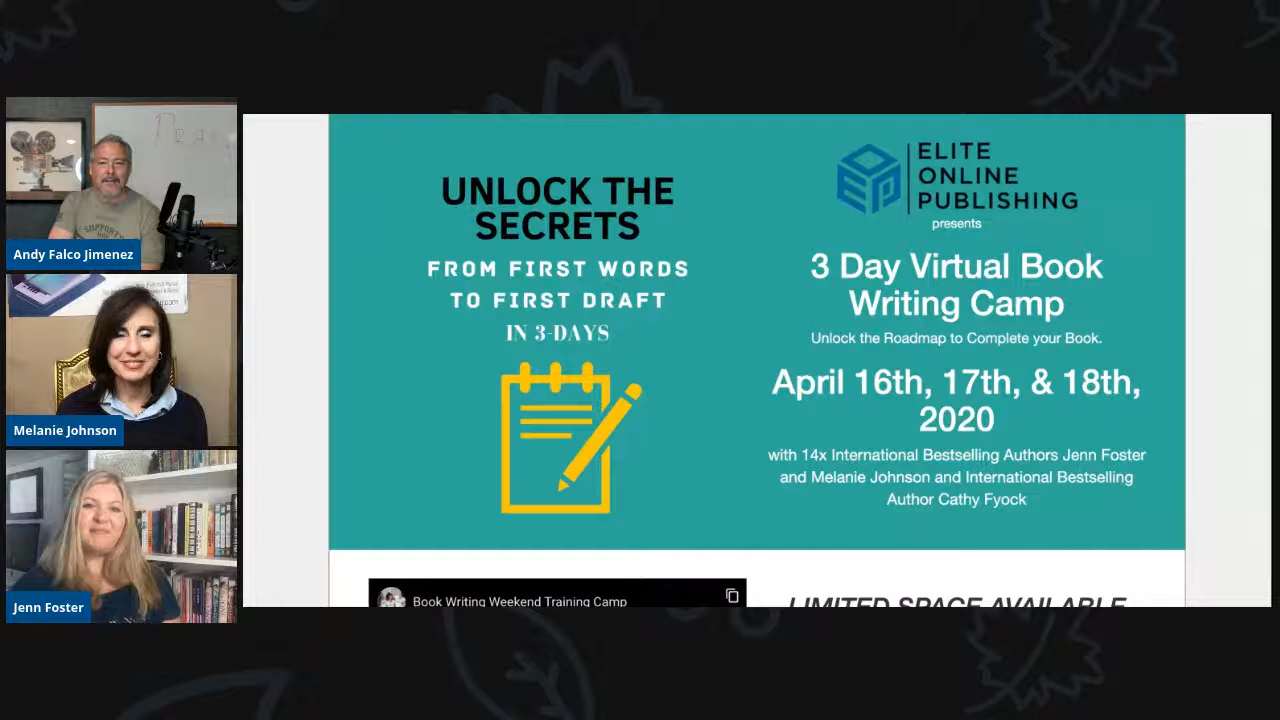 Andy Falco Jimenez
Melanie Johnson
Jenn Foster
UNLOCK THE
SECRETS
FROM FIRST WORDS
TO FIRST DRAFT
IN 3-DAYS
ELITE
ONLINE
PUBLISHING
presents
3 Day Virtual Book
Writing Camp
Unlock the Roadmap to Complete your Book.
April 16th, 17th, & 18th,
2020
with 14x International Bestselling Authors Jenn Foster
and Melanie Johnson and International Bestselling
Author Cathy Fyock
Book Writing Weekend Training Camp
LIMITED SPACE AVAILABLE